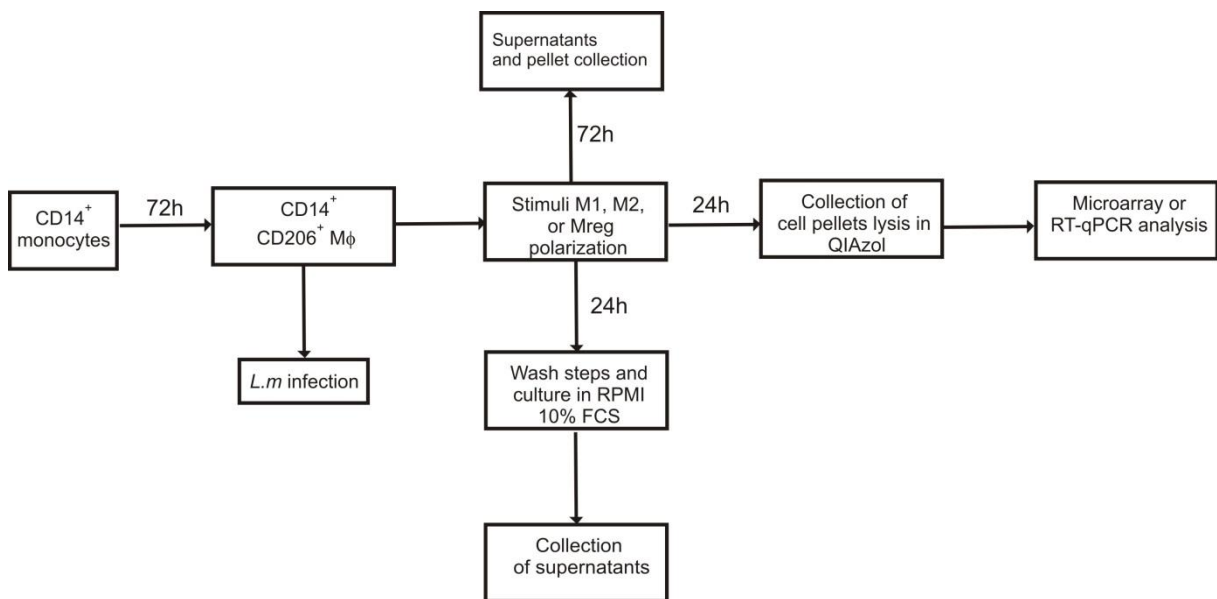 Supernatants
and pellet collection
72h
CD14⁺
monocytes
72h
CD14⁺
CD206⁺ Mϕ
Stimuli M1, M2,
or Mreg
polarization
24h
Collection of
cell pellets lysis in
QIAzol
Microarray or
RT-qPCR analysis
24h
L.m infection
Wash steps and
culture in RPMI
10% FCS
Collection
of supernatants